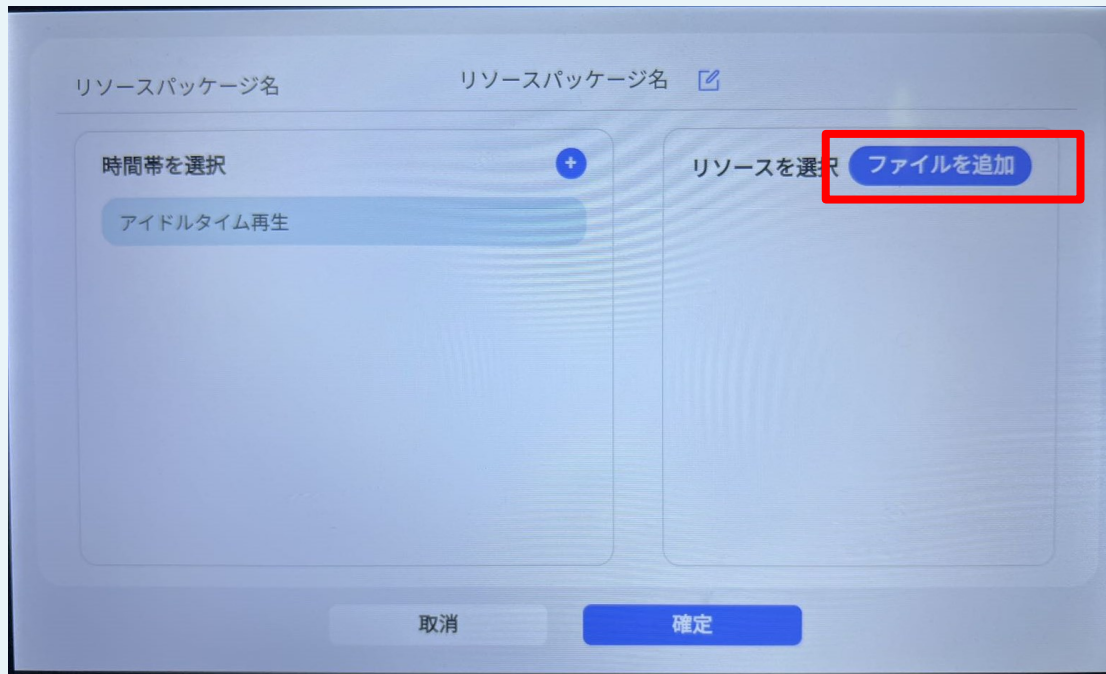 リソースパッケージ名 リソースパッケージ名
時間帯を選択 +
リソースを選択 ファイルを追加
アイドルタイム再生
取消 確定